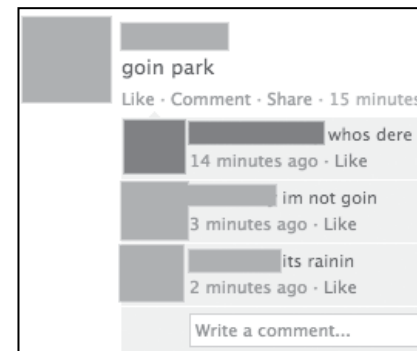 goin park
Like · Comment · Share · 15 minutes
whos dere
14 minutes ago · Like
im not goin
3 minutes ago · Like
its rainin
2 minutes ago · Like
Write a comment...